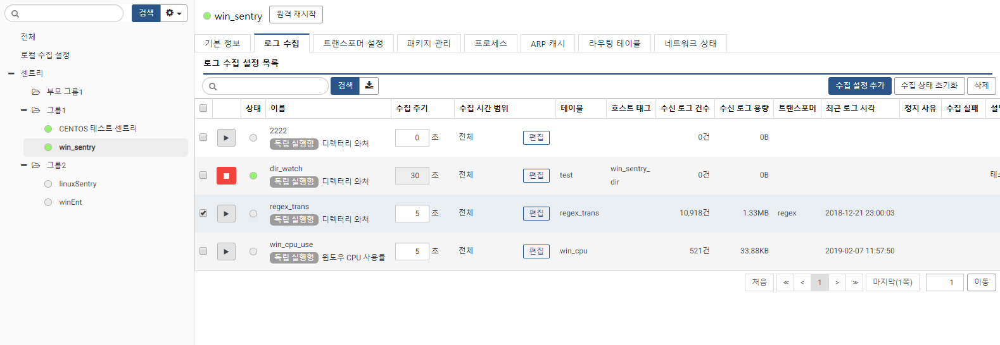 검색
전체
로컬 수집 설정
센트리
부모 그룹1
그룹1
CENTOS 테스트 센트리
win_sentry
그룹2
linuxSentry
winEnt
win_sentry 원격 재시작
기본 정보 로그 수집 트랜스포머 설정 패키지 관리 프로세스 ARP 캐시 라우팅 테이블 네트워크 상태
로그 수집 설정 목록
검색 수집 설정 추가 수집 상태 초기화 삭제
상태 이름 수집 주기 수집 시간 범위 테이블 호스트 태그 수신 로그 건수 수신 로그 용량 트랜스포머 최근 로그 시각 정지 사유 수집 실패
2222
독립 실행형 디렉터리 와처 0 초 전체 편집 0건 0B
dir_watch
독립 실행형 디렉터리 와처 30 초 전체 편집 test win_sentry_
dir 0건 0B
regex_trans
독립 실행형 디렉터리 와처 5 초 전체 편집 regex_trans 10,918건 1.33MB regex 2018-12-21 23:00:03
win_cpu_use
독립 실행형 윈도우 CPU 사용률 5 초 전체 편집 win_cpu 521건 33.88KB 2019-02-07 11:57:50
처음 ≪ < 1 > ≫ 마지막(1쪽) 1 이동